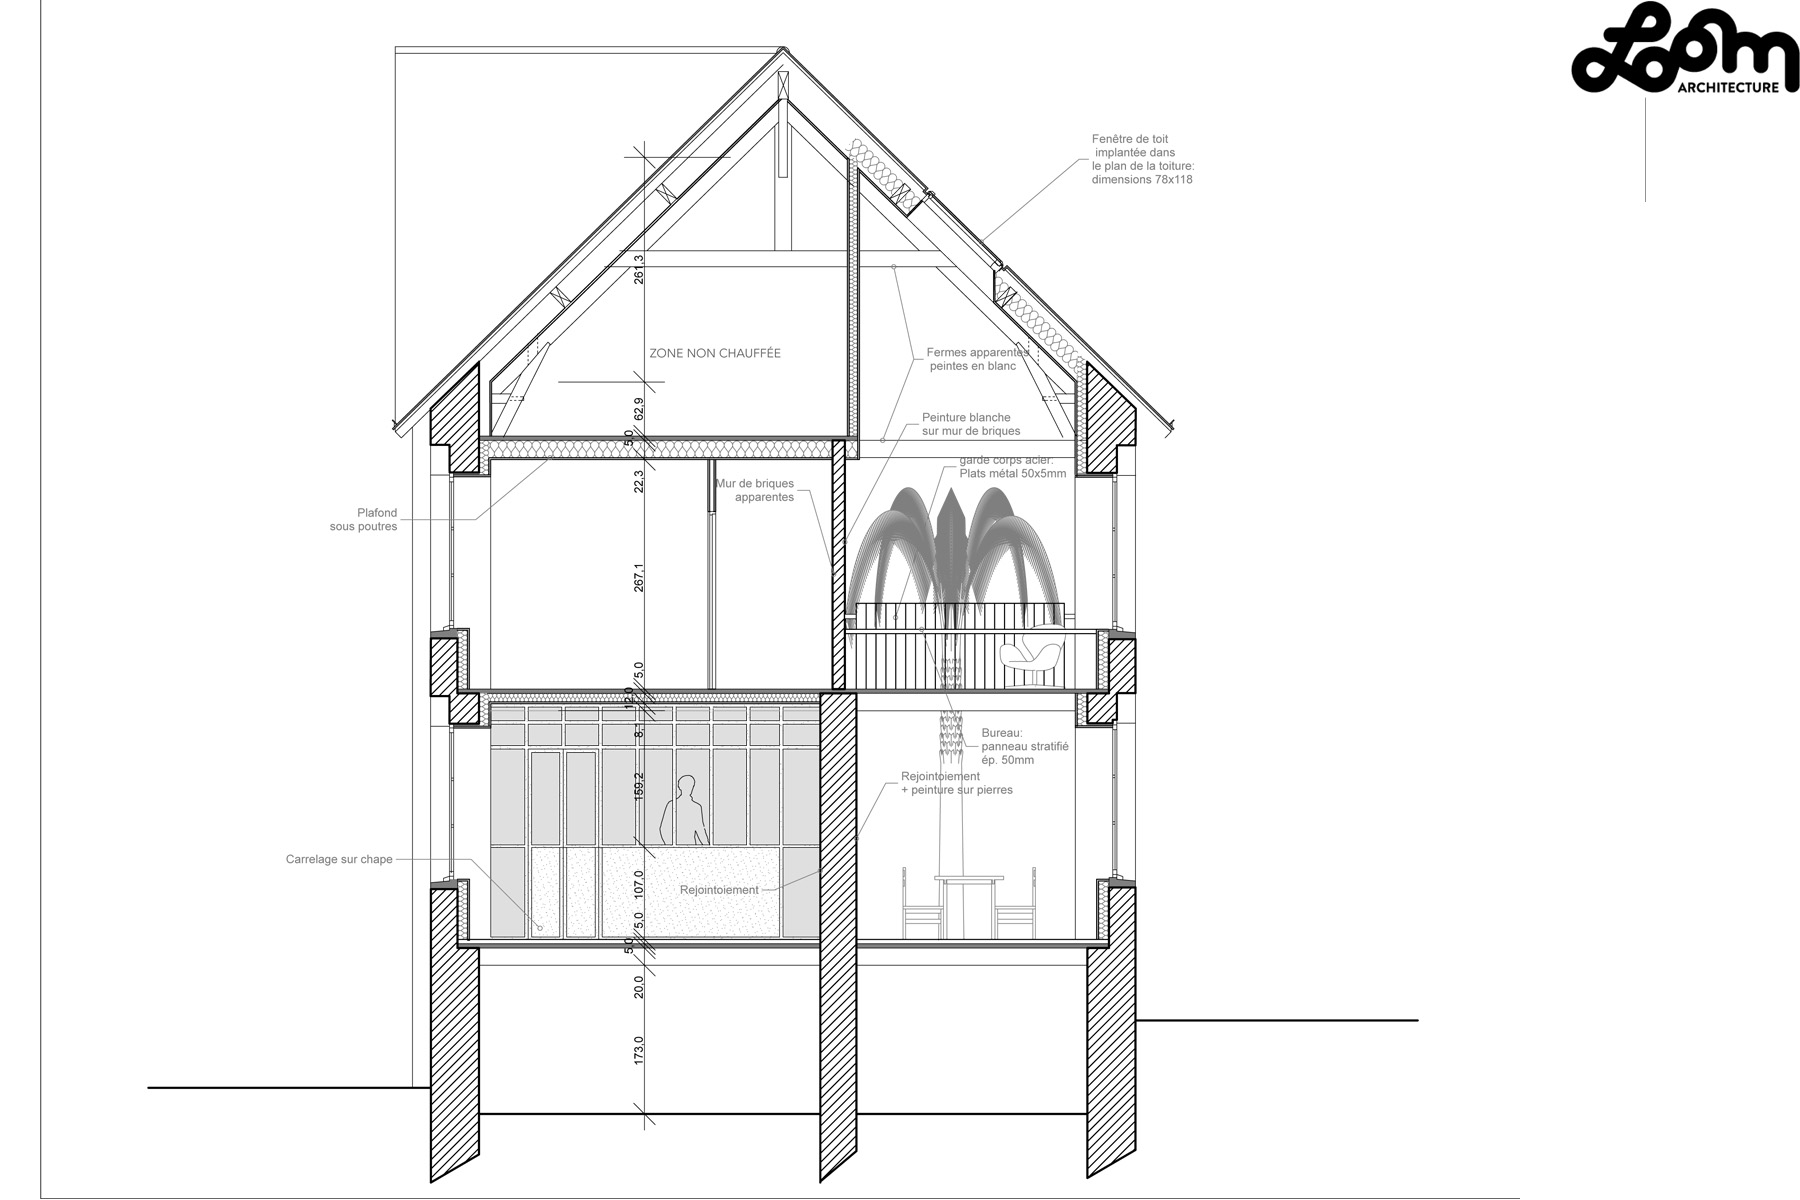 Loom
ARCHITECTURE
Fenêtre de toit
implantée dans
le plan de la toiture:
dimensions 78x118
261,3
ZONE NON CHAUFFÉE
Fermes apparentes
peintes en blanc
62,9
5,0
Peinture blanche
sur mur de briques
garde corps acier:
Plats métal 50x5mm
22,3
Mur de briques
apparentes
Plafond
sous poutres
267,1
5,0
12,0
8,1
Bureau:
panneau stratifié
ép. 50mm
159,2
Rejointoiement
+ peinture sur pierres
Carrelage sur chape
107,0
Rejointoiement
5,0
5,0
20,0
173,0